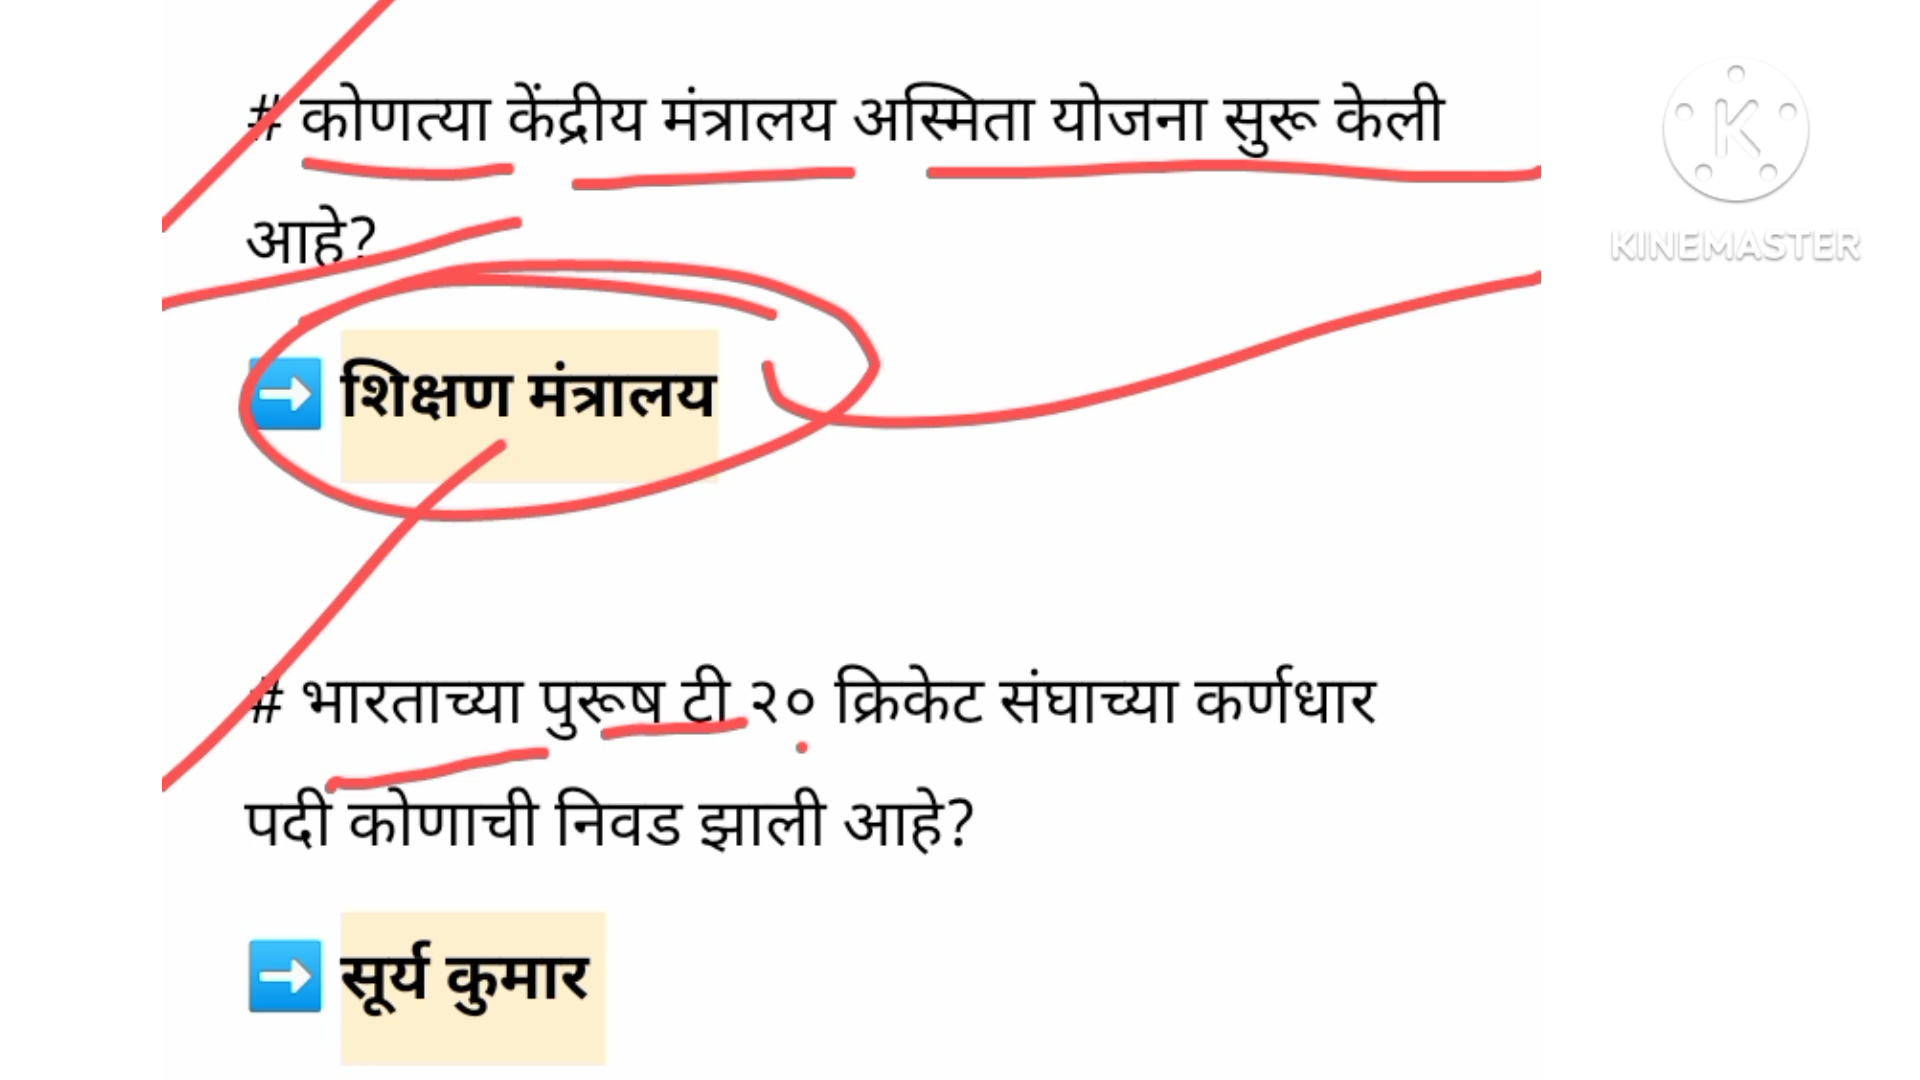 # कोणत्या केंद्रीय मंत्रालय अस्मिता योजना सुरू केली
आहे?
➡️ शिक्षण मंत्रालय
# भारताच्या पुरूष टी २० क्रिकेट संघाच्या कर्णधार
पदी कोणाची निवड झाली आहे?
➡️ सूर्य कुमार
K
KINEMASTER